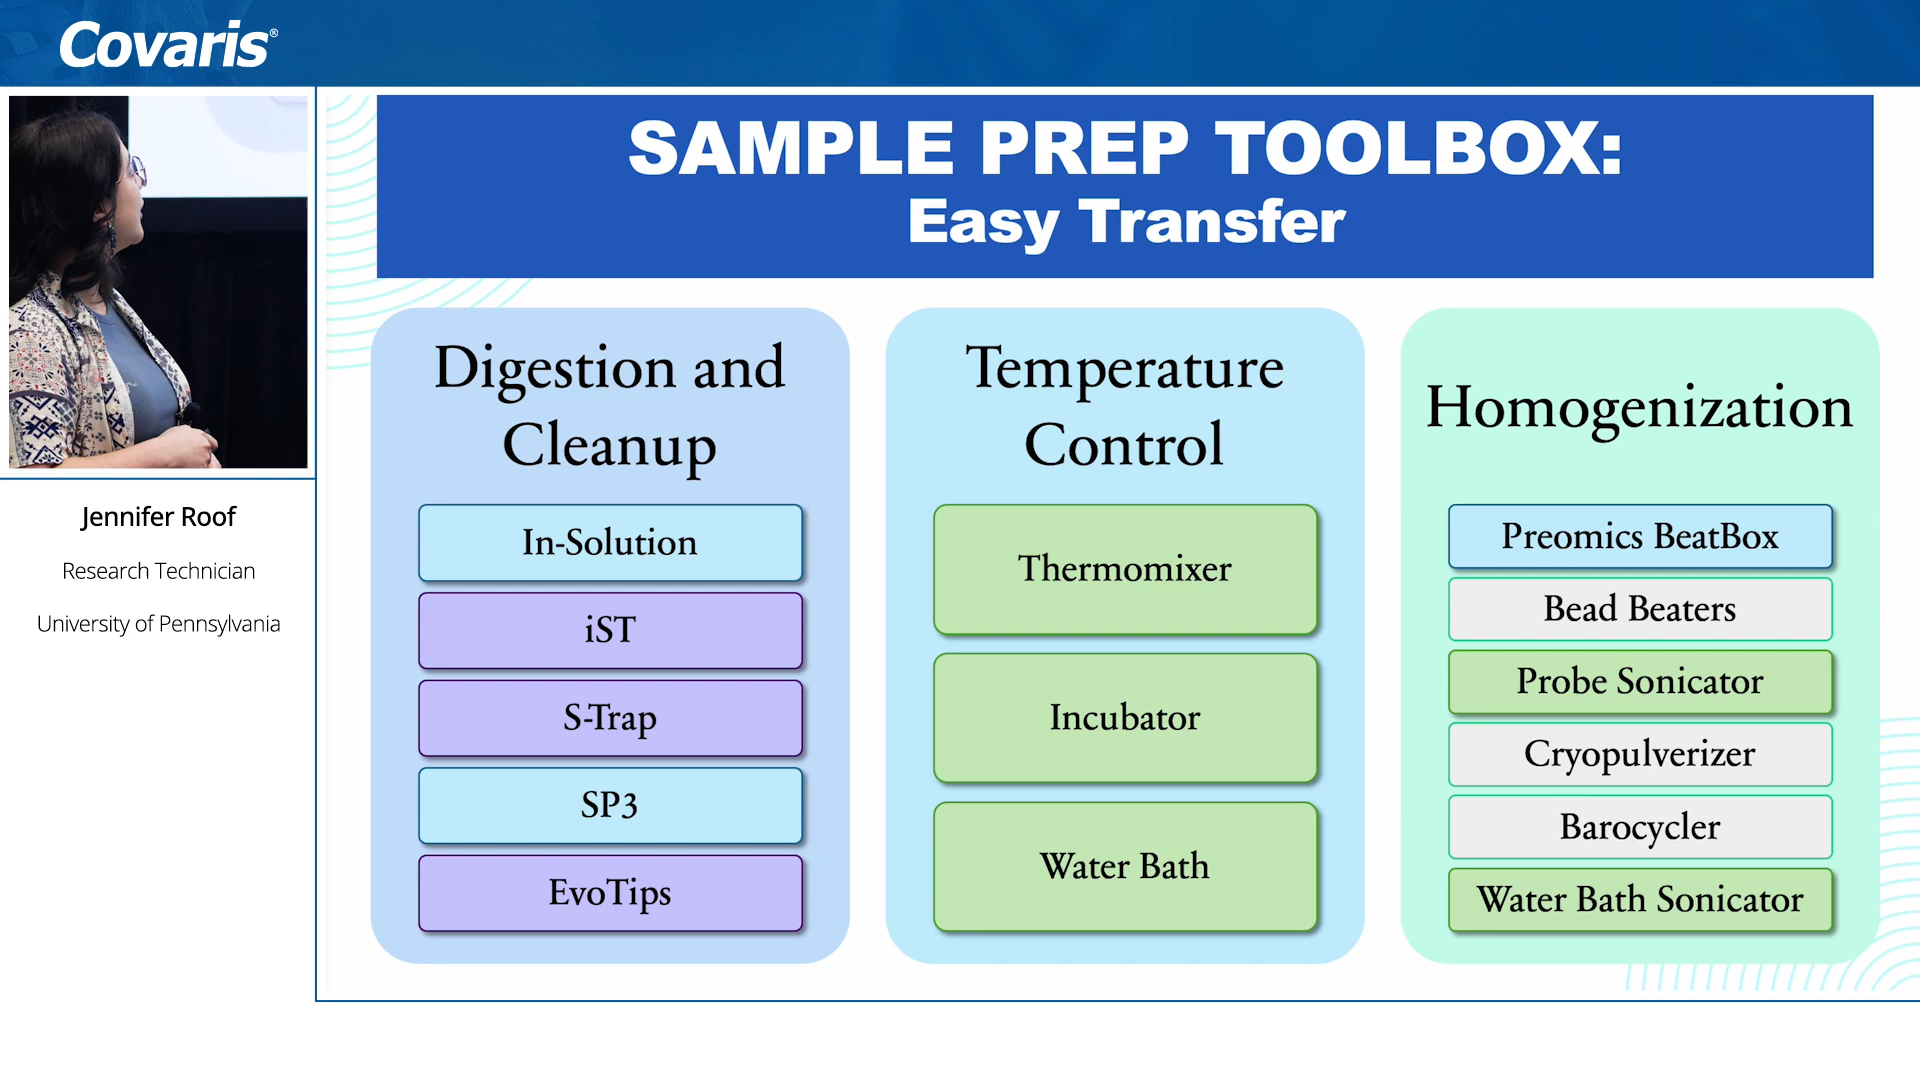 Covaris®
SAMPLE PREP TOOLBOX:
Easy Transfer
Jennifer Roof
Research Technician
University of Pennsylvania
Digestion and
Cleanup
In-Solution
iST
S-Trap
SP3
EvoTips
Temperature
Control
Thermomixer
Incubator
Water Bath
Homogenization
Preomics BeatBox
Bead Beaters
Probe Sonicator
Cryopulverizer
Barocycler
Water Bath Sonicator